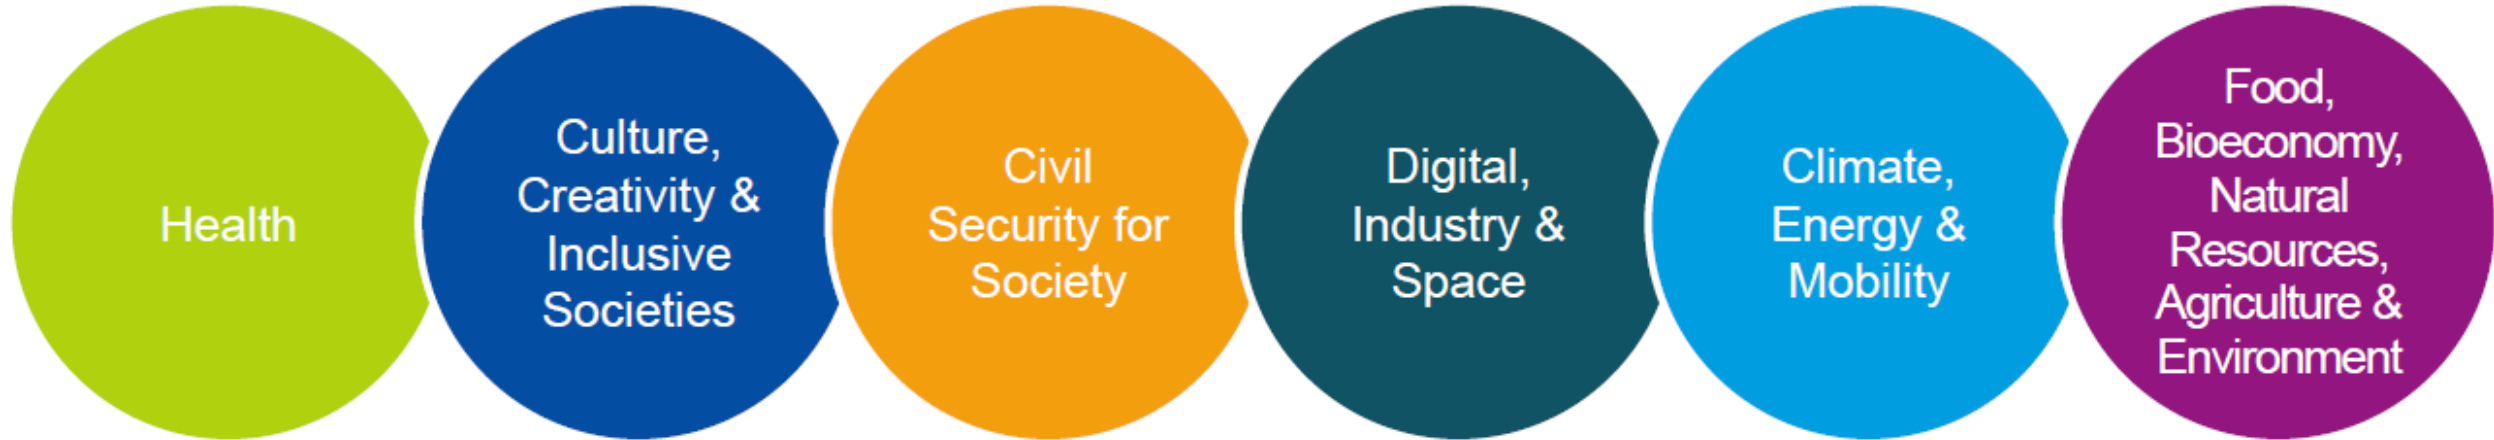 Health
Culture,
Creativity &
Inclusive
Societies
Civil
Security for
Society
Digital,
Industry &
Space
Climate,
Energy &
Mobility
Food,
Bioeconomy,
Natural
Resources,
Agriculture &
Environment